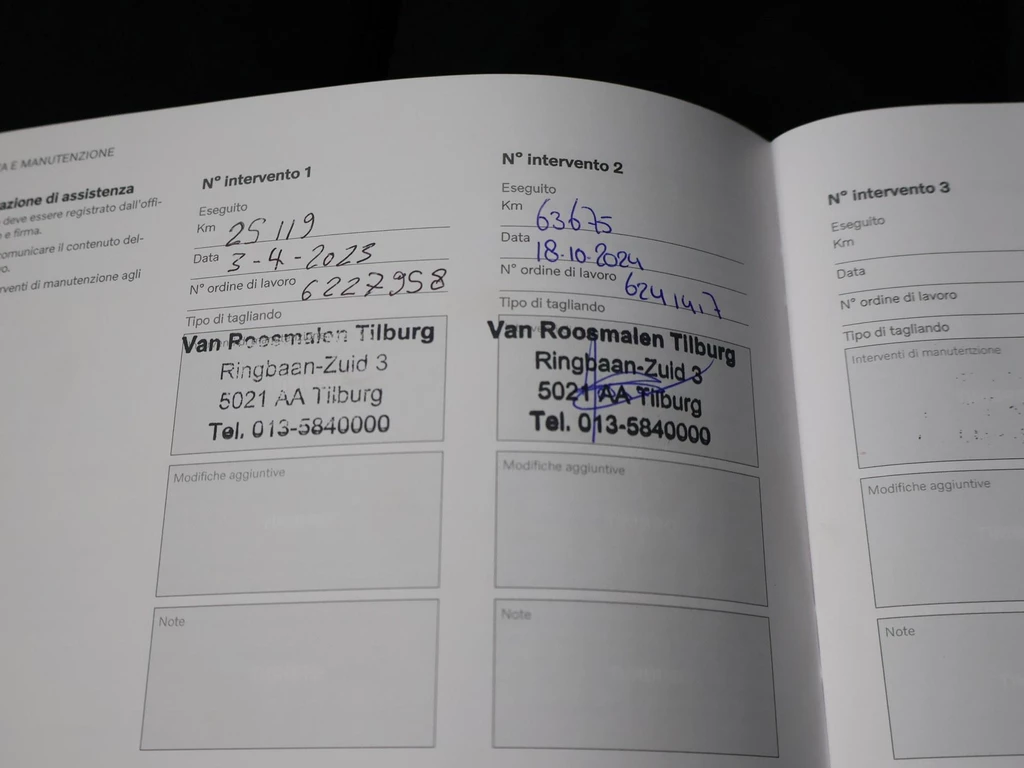 A E MANUTENZIONE
azione di assistenza
deve essere registrato dall'offi-
e firma.
omunicare il contenuto del-
o.
venti di manutenzione agli
N° intervento 1
Eseguito
Km 25119
Data 3-4-2023
N° ordine di lavoro 6227958
Tipo di tagliando
Van Roosmalen Tilburg
Ringbaan-Zuid 3
5021 AA Tilburg
Tel. 013-5840000
Modifiche aggiuntive
Note
N° intervento 2
Eseguito
Km 63675
Data 18-10-2024
N° ordine di lavoro 6241417
Tipo di tagliando
Van Roosmalen Tilburg
Ringbaan-Zuid 3
5021 AA Tilburg
Tel. 013-5840000
Modifiche aggiuntive
Note
N° intervento 3
Eseguito
Km
Data
N° ordine di lavoro
Tipo di tagliando
Interventi di manutenzione
Modifiche aggiuntive
Note